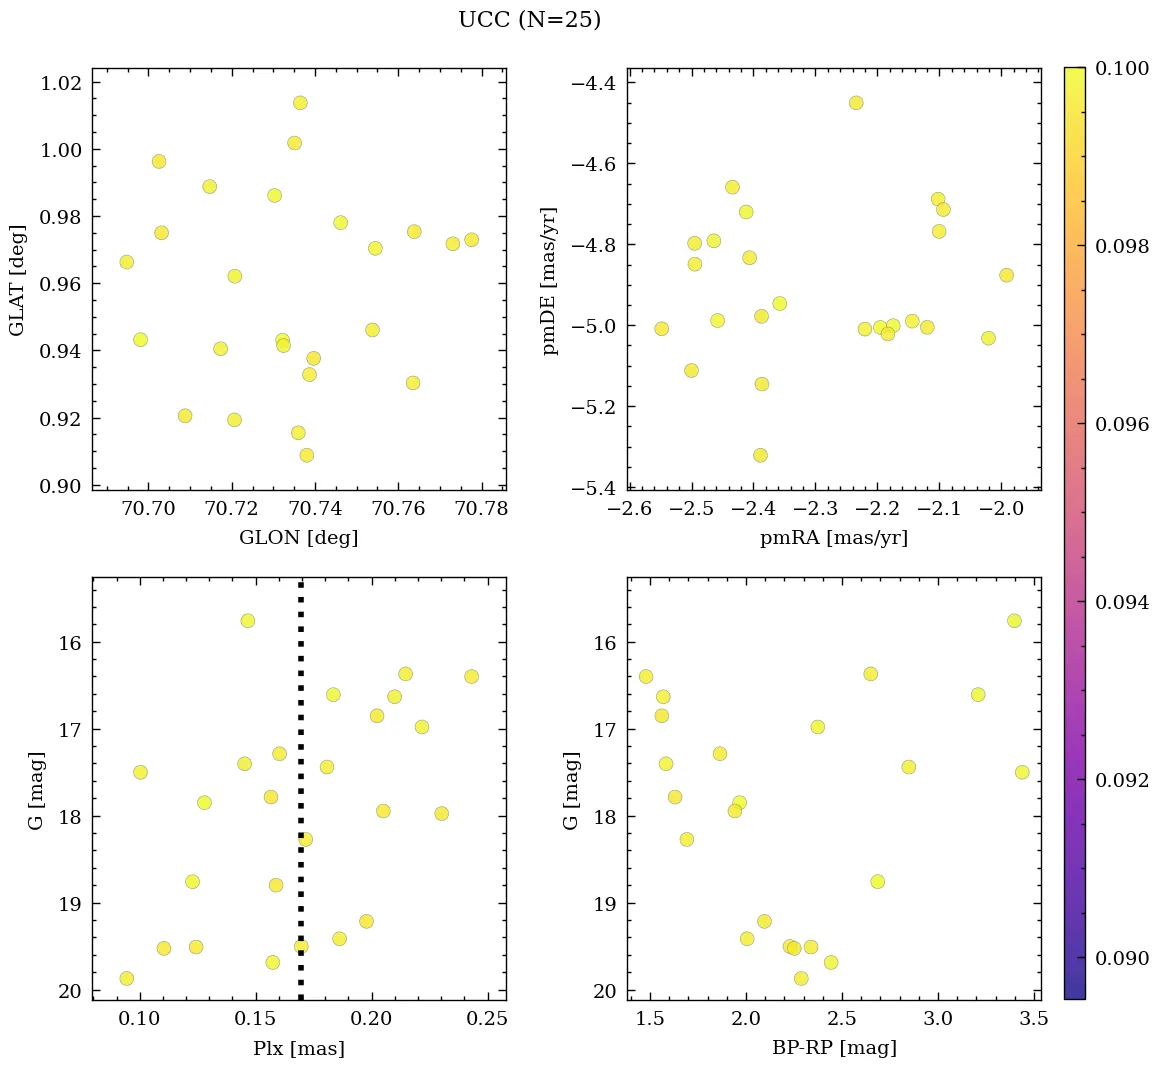 UCC (N=25)
1.02
1.00
0.98
0.96
0.94
0.92
0.90
GLAT [deg]
70.70 70.72 70.74 70.76 70.78
GLON [deg]
−4.4
−4.6
−4.8
−5.0
−5.2
−5.4
pmDE [mas/yr]
−2.6 −2.5 −2.4 −2.3 −2.2 −2.1 −2.0
pmRA [mas/yr]
0.100
0.098
0.096
0.094
0.092
0.090
16
17
18
19
20
G [mag]
0.10 0.15 0.20 0.25
Plx [mas]
16
17
18
19
20
G [mag]
1.5 2.0 2.5 3.0 3.5
BP-RP [mag]